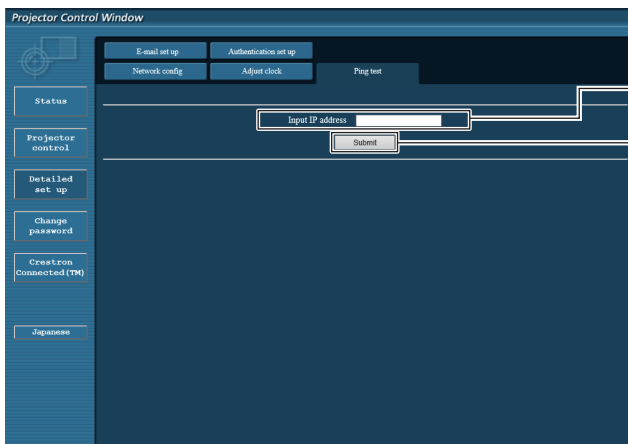 Projector Control Window
E-mail set up
Authentication set up
Network config
Adjust clock
Ping test
Status
Input IP address
Submit
Projector
control
Detailed
set up
Change
password
Crestron
Connected(TM)
Japanese